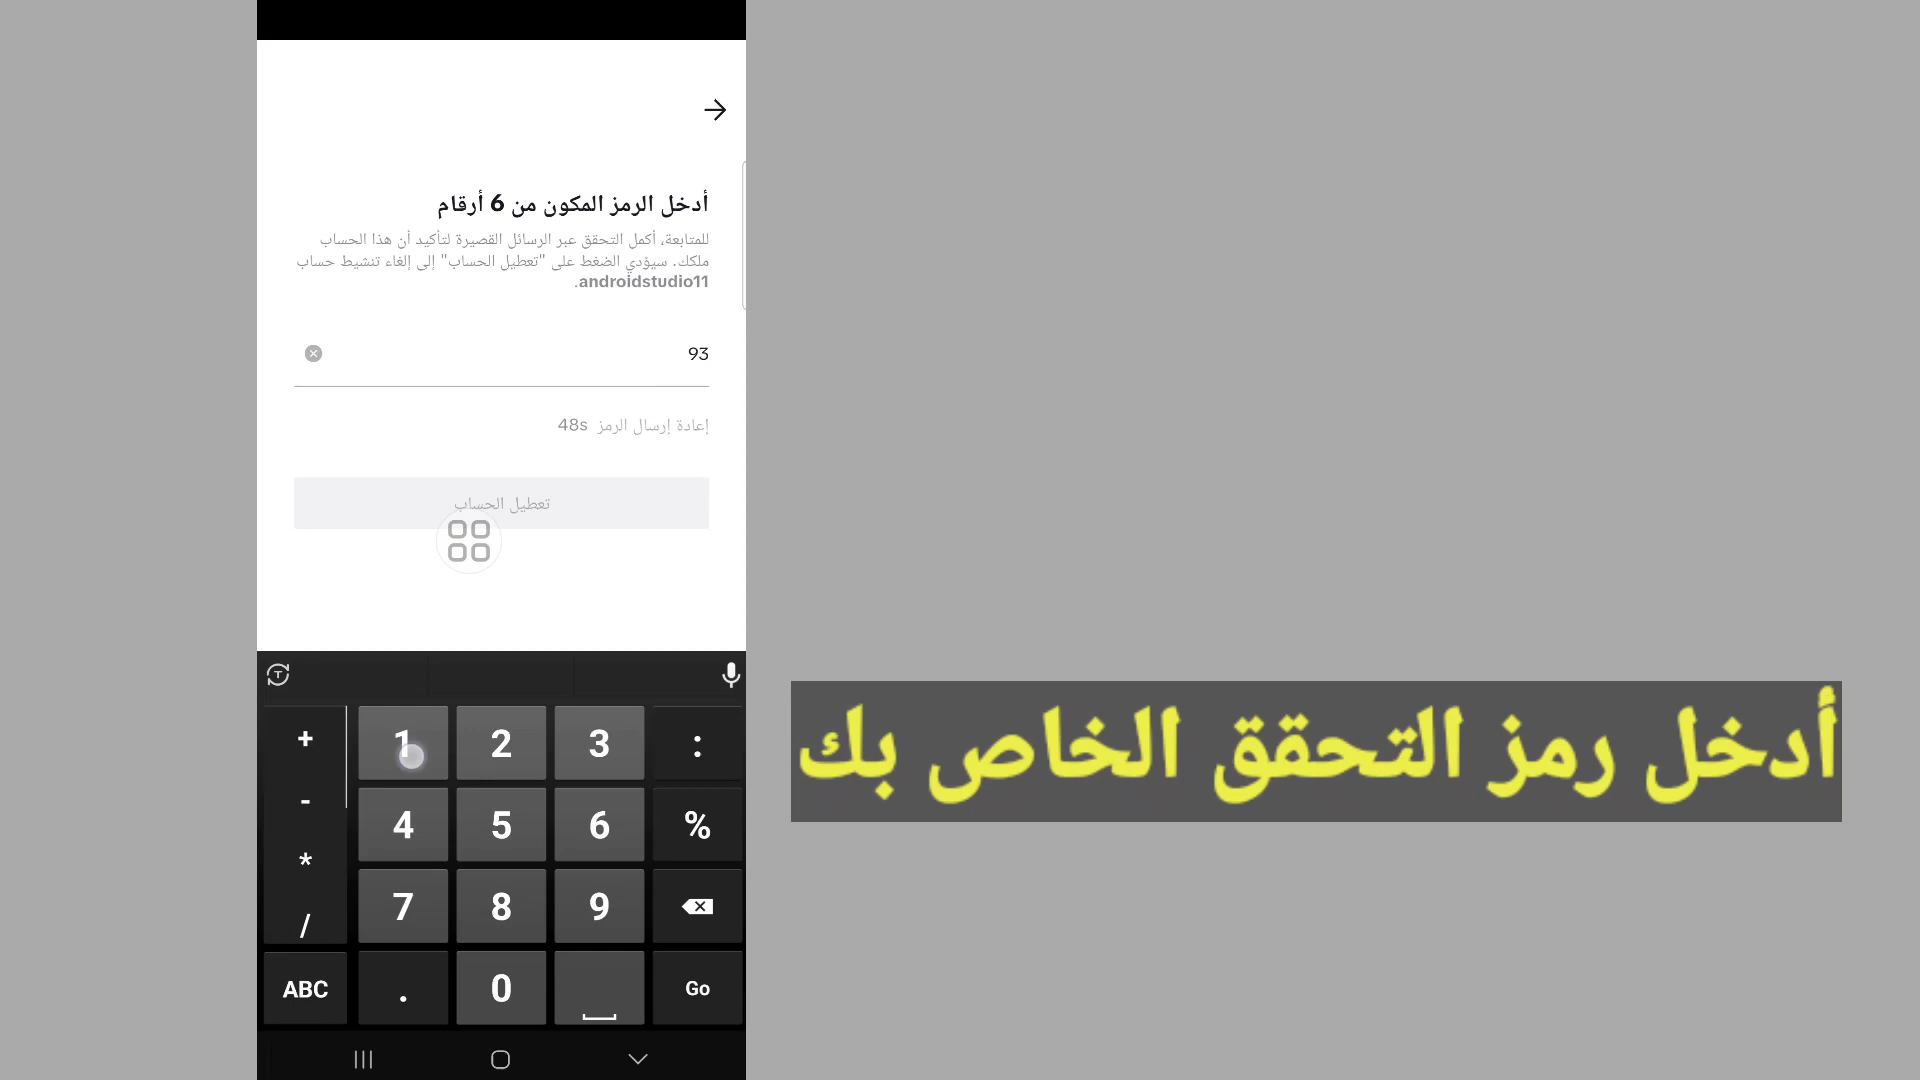 أدخل الرمز المكون من 6 أرقام
للمتابعة، أكمل التحقق عبر الرسائل القصيرة لتأكيد أن هذا الحساب
ملكك. سيؤدي الضغط على "تعطيل الحساب" إلى إلغاء تنشيط حساب
androidstudio11.
93
إعادة إرسال الرمز 48s
تعطيل الحساب
أدخل رمز التحقق الخاص بك
+ 1 2 3 :
- 4 5 6 %
* 7 8 9
/
ABC . 0 Go